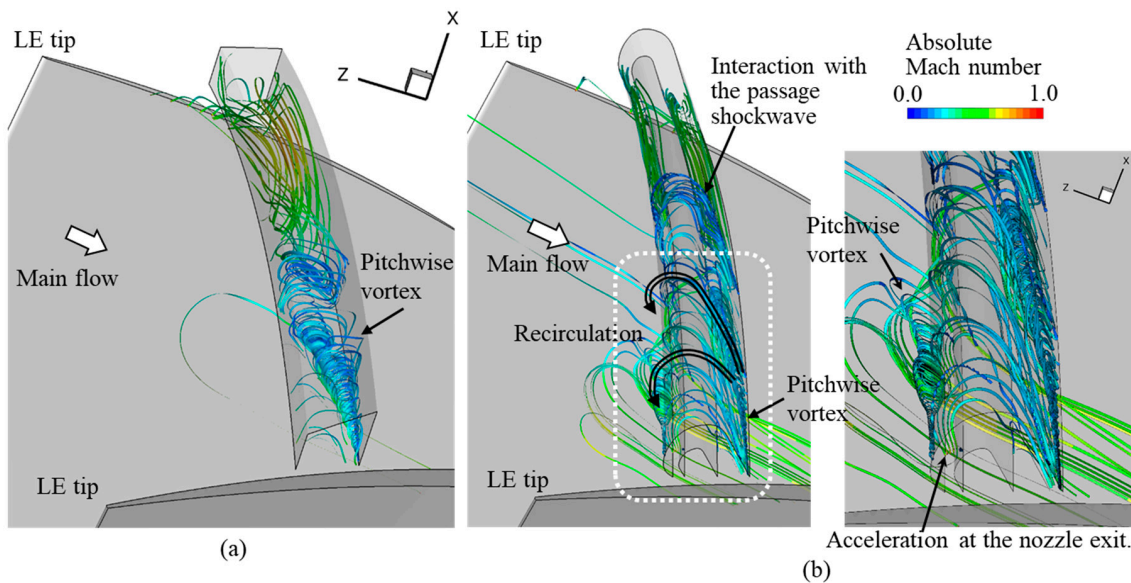 LE tip
X
Z
Main flow
Pitchwise
vortex
LE tip
(a)
LE tip
Interaction with
the passage
shockwave
Main flow
Recirculation
Pitchwise
vortex
LE tip
Absolute
Mach number
0.0
1.0
X
Z
Pitchwise
vortex
Acceleration at the nozzle exit.
(b)